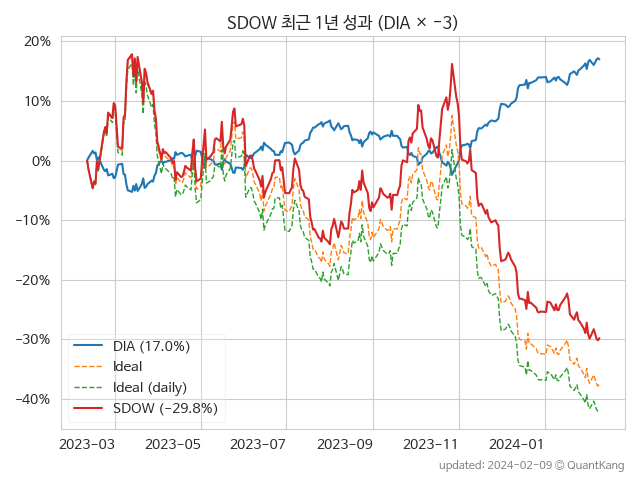 SDOW 최근 1년 성과 (DIA × −3)
20%
10%
0%
−10%
−20%
−30%
−40%
DIA (17.0%)
Ideal
Ideal (daily)
SDOW (−29.8%)
2023-03
2023-05
2023-07
2023-09
2023-11
2024-01
updated: 2024-02-09 @ QuantKang